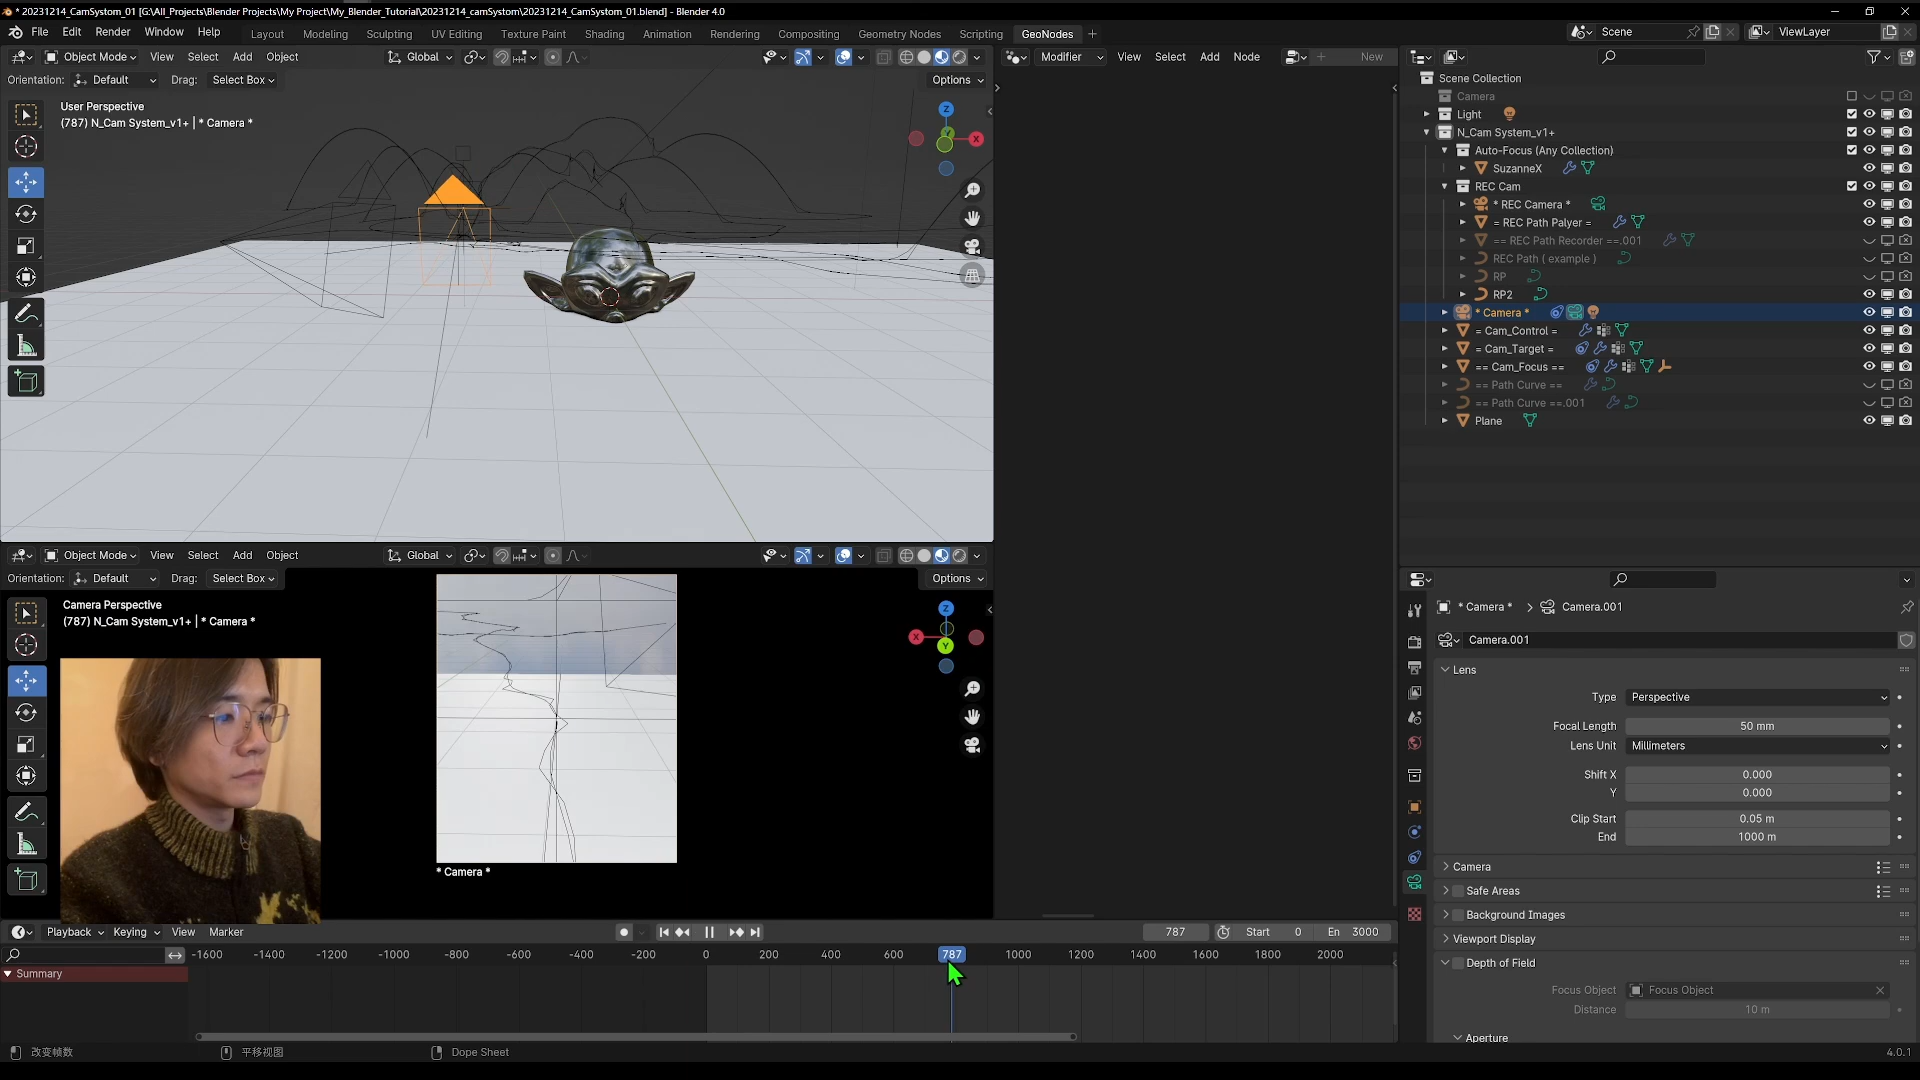 * 20231214_CamSystom_01 [G:\All_Projects\Blender Projects\My Project\My_Blender_Tutorial\20231214_camSystom\20231214_CamSystom_01.blend] - Blender 4.0
File Edit Render Window Help Layout Modeling Sculpting UV Editing Texture Paint Shading Animation Rendering Compositing Geometry Nodes Scripting GeoNodes + Scene ViewLayer
Object Mode View Select Add Object Global Modifier View Select Add Node New
Orientation: Default Drag: Select Box Options
User Perspective
(787) N_Cam System_v1+ | * Camera *
Z
Y
X
Scene Collection
Camera
Light
N_Cam System_v1+
Auto-Focus (Any Collection)
SuzanneX
REC Cam
* REC Camera *
= REC Path Palyer =
== REC Path Recorder ==.001
REC Path ( example )
RP
RP2
* Camera *
= Cam_Control =
= Cam_Target =
== Cam_Focus ==
== Path Curve ==
== Path Curve ==.001
Plane
Object Mode View Select Add Object Global
Orientation: Default Drag: Select Box Options
Camera Perspective
(787) N_Cam System_v1+ | * Camera *
Z
X
Y
* Camera *
* Camera * > Camera.001
Camera.001
Lens
Type Perspective
Focal Length 50 mm
Lens Unit Millimeters
Shift X 0.000
Y 0.000
Clip Start 0.05 m
End 1000 m
Camera
Safe Areas
Background Images
Viewport Display
Depth of Field
Focus Object Focus Object
Distance 10 m
Aperture
Playback Keying View Marker 787 Start 0 En 3000
-1600 -1400 -1200 -1000 -800 -600 -400 -200 0 200 400 600 787 1000 1200 1400 1600 1800 2000
Summary
改变帧数 平移视图 Dope Sheet 4.0.1